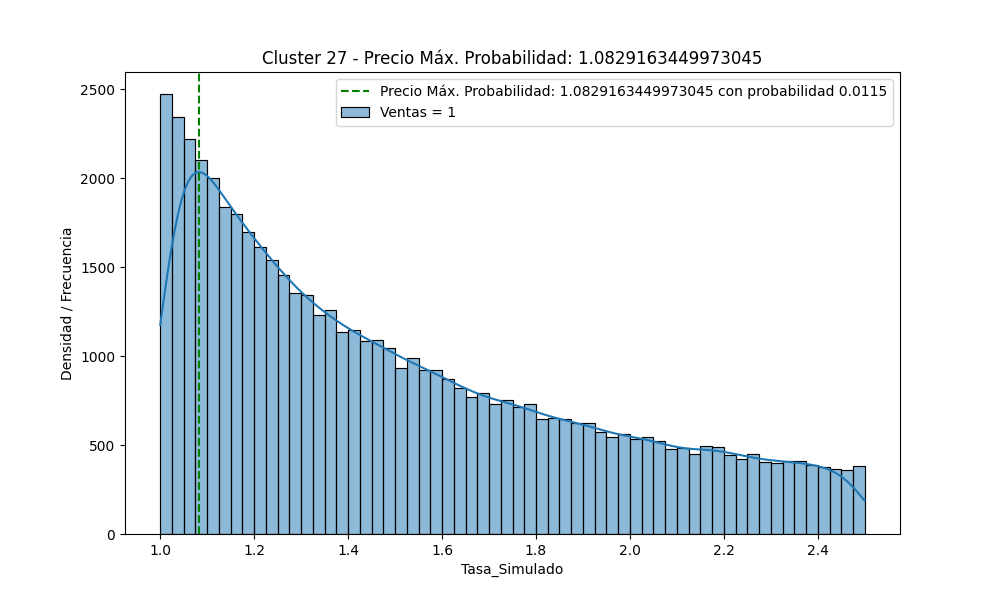 Cluster 27 - Precio Máx. Probabilidad: 1.0829163449973045
Precio Máx. Probabilidad: 1.0829163449973045 con probabilidad 0.0115
Ventas = 1
Densidad / Frecuencia
2500
2000
1500
1000
500
0
1.0 1.2 1.4 1.6 1.8 2.0 2.2 2.4
Tasa_Simulado